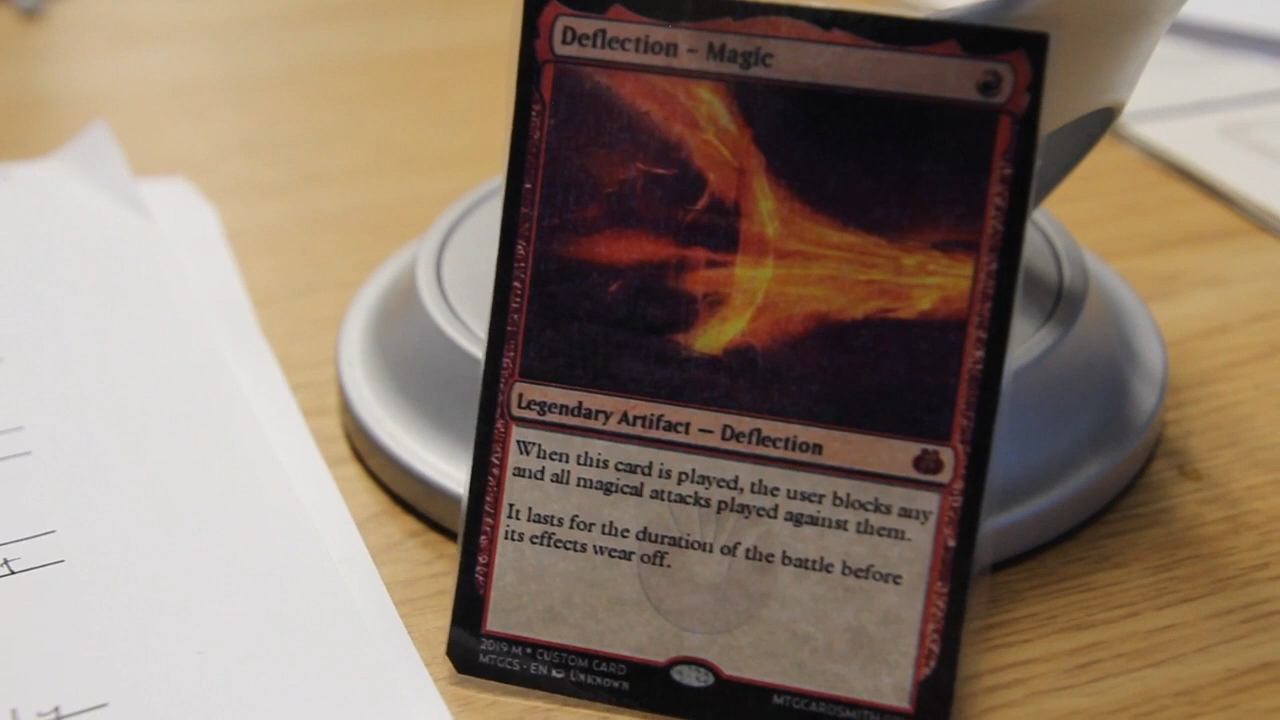 Deflection – Magic
Legendary Artifact — Deflection
When this card is played, the user blocks any
and all magical attacks played against them.
It lasts for the duration of the battle before
its effects wear off.
2019 M * CUSTOM CARD
MTGCS · EN UNKNOWN
MTGCARDSMITH